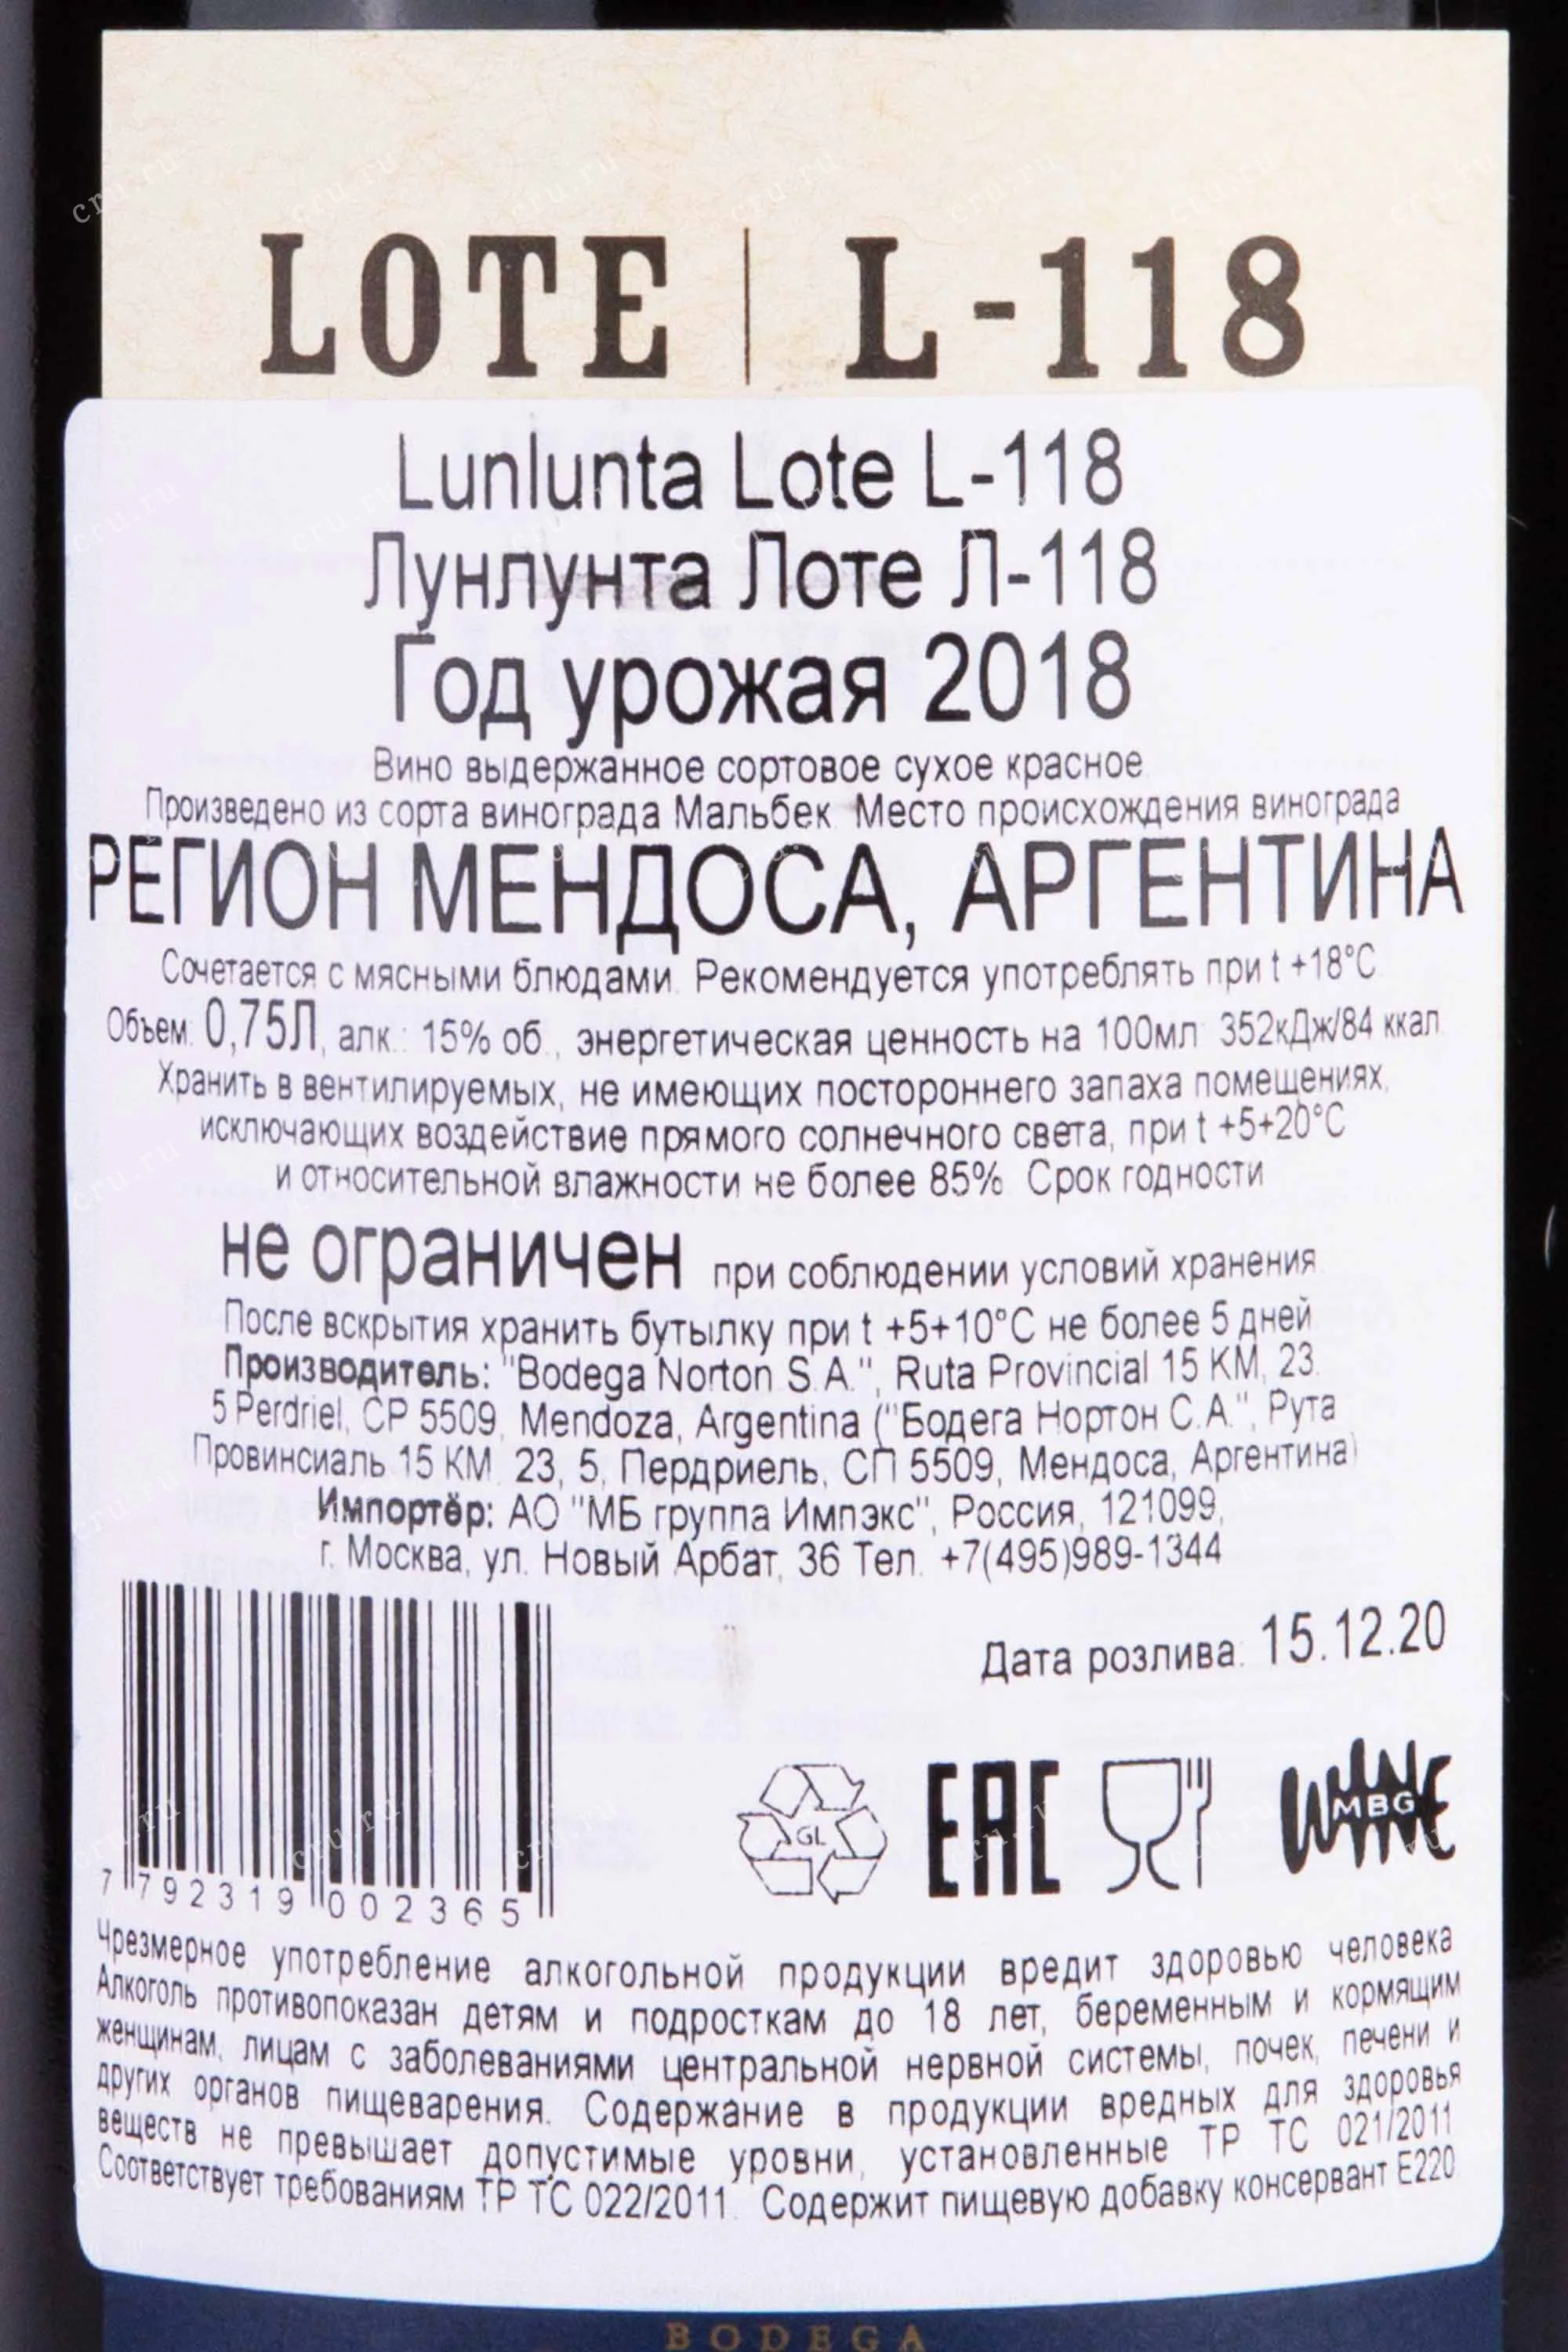 LOTE | L-118
Lunlunta Lote L-118
Лунлунта Лоте Л-118
Год урожая 2018
Вино выдержанное сортовое сухое красное.
Произведено из сорта винограда Мальбек. Место происхождения винограда
РЕГИОН МЕНДОСА, АРГЕНТИНА
Сочетается с мясными блюдами. Рекомендуется употреблять при t +18°C
Объем: 0,75Л, алк.: 15% об., энергетическая ценность на 100мл: 352кДж/84 ккал.
Хранить в вентилируемых, не имеющих постороннего запаха помещениях,
исключающих воздействие прямого солнечного света, при t +5+20°C
и относительной влажности не более 85%. Срок годности
не ограничен при соблюдении условий хранения
После вскрытия хранить бутылку при t +5+10°C не более 5 дней
Производитель: "Bodega Norton S.A.", Ruta Provincial 15 KM, 23.
5 Perdriel, CP 5509, Mendoza, Argentina ("Бодега Нортон С.А.", Рута
Провинсиаль 15 КМ. 23, 5, Пердриель, СП 5509, Мендоса, Аргентина)
Импортёр: АО "МБ группа Импэкс", Россия, 121099,
г. Москва, ул. Новый Арбат, 36 Тел. +7(495)989-1344
Дата розлива: 15.12.20
GL EAC WINE MBG
7 792319 002365
Чрезмерное употребление алкогольной продукции вредит здоровью человека
Алкоголь противопоказан детям и подросткам до 18 лет, беременным и кормящим
женщинам, лицам с заболеваниями центральной нервной системы, почек, печени и
других органов пищеварения. Содержание в продукции вредных для здоровья
веществ не превышает допустимые уровни, установленные ТР ТС 021/2011
Соответствует требованиям ТР ТС 022/2011. Содержит пищевую добавку консервант Е220
BODEGA
cru.ru